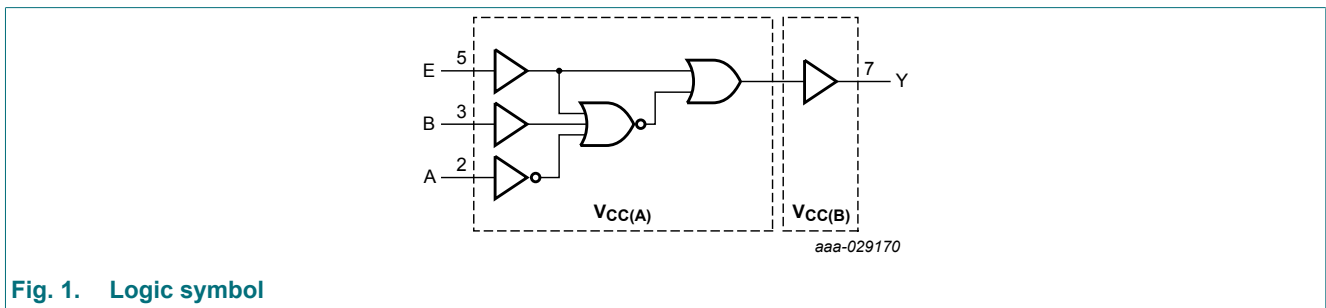 E 5
B 3
A 2
7 Y
VCC(A) VCC(B)
aaa-029170
Fig. 1. Logic symbol